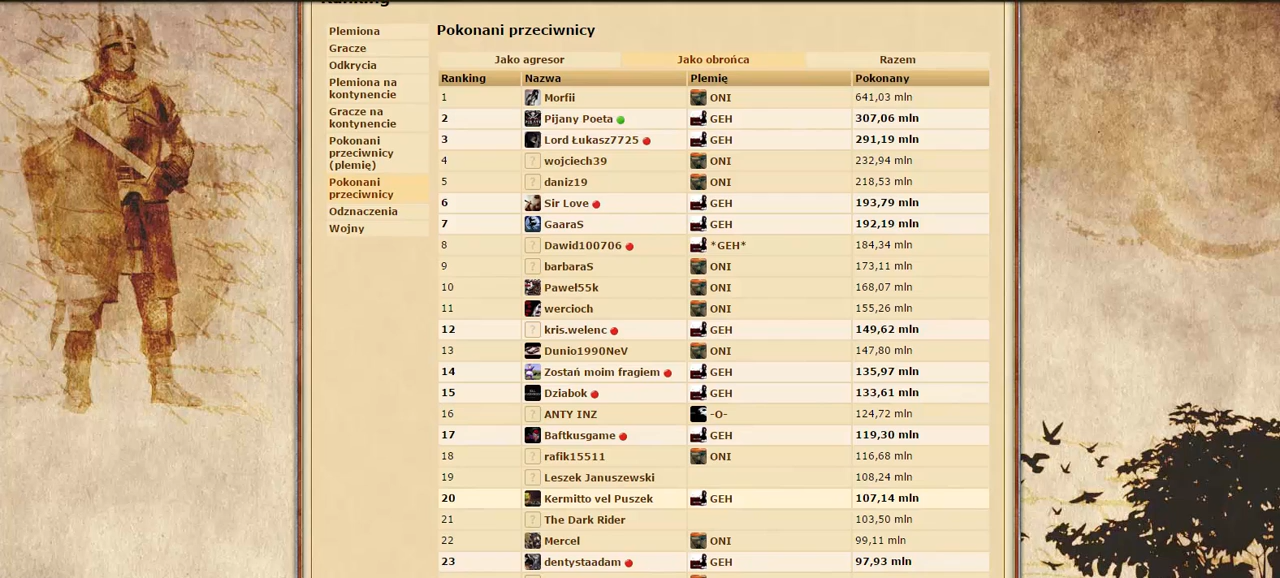 Ranking
Plemiona
Gracze
Odkrycia
Plemiona na
kontynencie
Gracze na
kontynencie
Pokonani
przeciwnicy
(plemię)
Pokonani
przeciwnicy
Odznaczenia
Wojny
Pokonani przeciwnicy
Jako agresor Jako obrońca Razem
Ranking Nazwa Plemię Pokonany
1 Morfii ONI 641,03 mln
2 Pijany Poeta GEH 307,06 mln
3 Lord Łukasz7725 GEH 291,19 mln
4 wojciech39 ONI 232,94 mln
5 daniz19 ONI 218,53 mln
6 Sir Love GEH 193,79 mln
7 GaaraS GEH 192,19 mln
8 Dawid100706 *GEH* 184,34 mln
9 barbaraS ONI 173,11 mln
10 Pawel55k ONI 168,07 mln
11 wercioch ONI 155,26 mln
12 kris.welenc GEH 149,62 mln
13 Dunio1990NeV ONI 147,80 mln
14 Zostań moim fragiem GEH 135,97 mln
15 Dziabok GEH 133,61 mln
16 ANTY INZ -O- 124,72 mln
17 Baftkusgame GEH 119,30 mln
18 rafik15511 ONI 116,68 mln
19 Leszek Januszewski 108,24 mln
20 Kermitto vel Puszek GEH 107,14 mln
21 The Dark Rider 103,50 mln
22 Mercel ONI 99,11 mln
23 dentystaadam GEH 97,93 mln